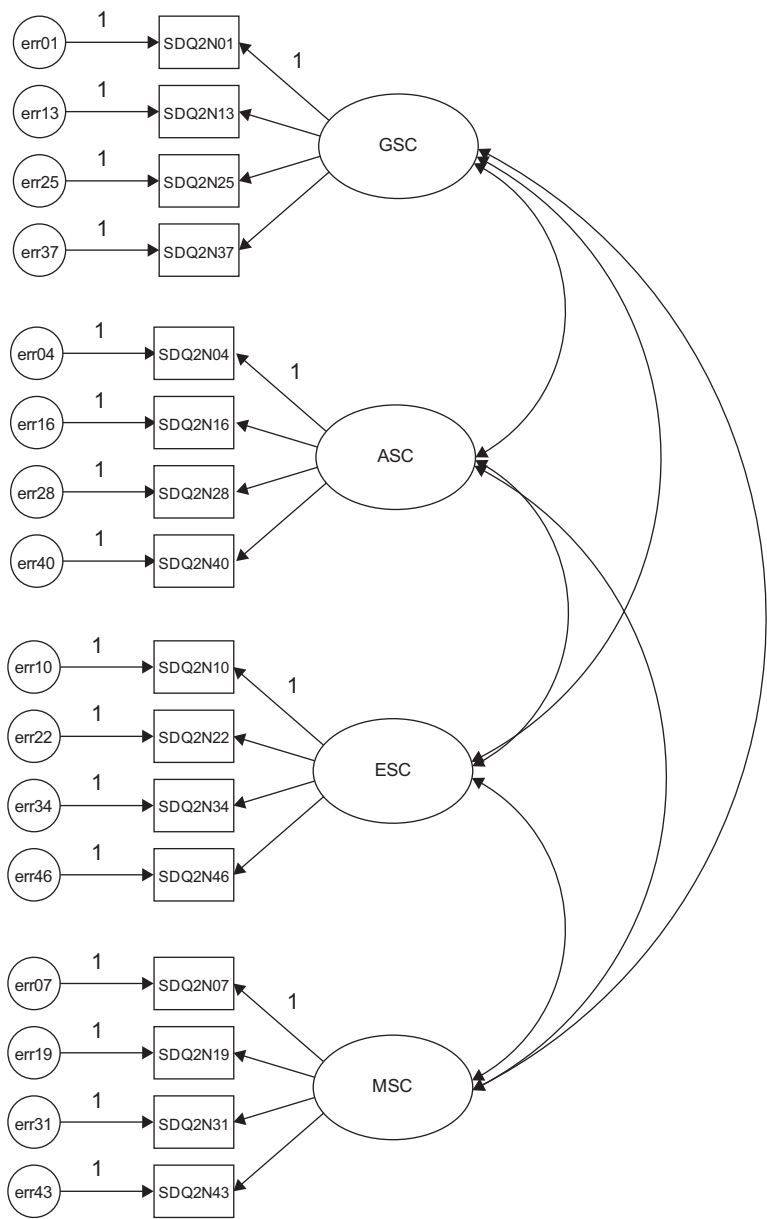 1
err01
SDQ2N01
1
1
err13
SDQ2N13
GSC
1
err25
SDQ2N25
1
err37
SDQ2N37
1
err04
SDQ2N04
1
1
err16
SDQ2N16
ASC
1
err28
SDQ2N28
1
err40
SDQ2N40
1
err10
SDQ2N10
1
1
err22
SDQ2N22
ESC
1
err34
SDQ2N34
1
err46
SDQ2N46
1
err07
SDQ2N07
1
1
err19
SDQ2N19
MSC
1
err31
SDQ2N31
1
err43
SDQ2N43